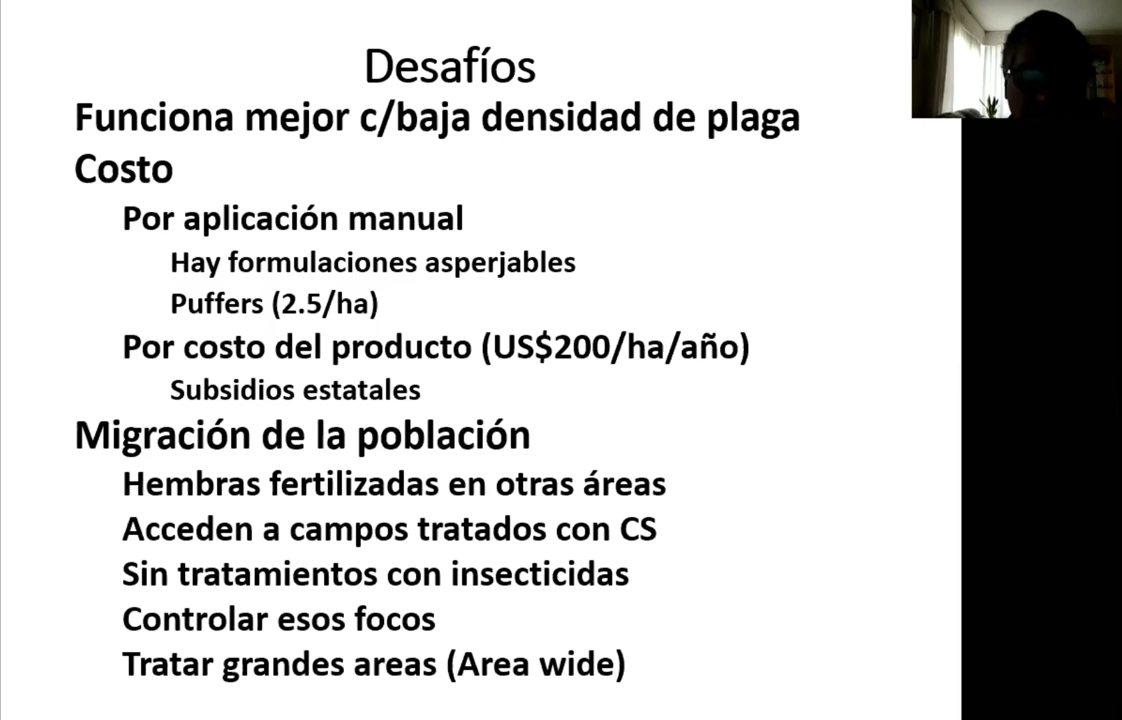 Desafíos
Funciona mejor c/baja densidad de plaga
Costo
Por aplicación manual
Hay formulaciones asperjables
Puffers (2.5/ha)
Por costo del producto (US$200/ha/año)
Subsidios estatales
Migración de la población
Hembras fertilizadas en otras áreas
Acceden a campos tratados con CS
Sin tratamientos con insecticidas
Controlar esos focos
Tratar grandes areas (Area wide)